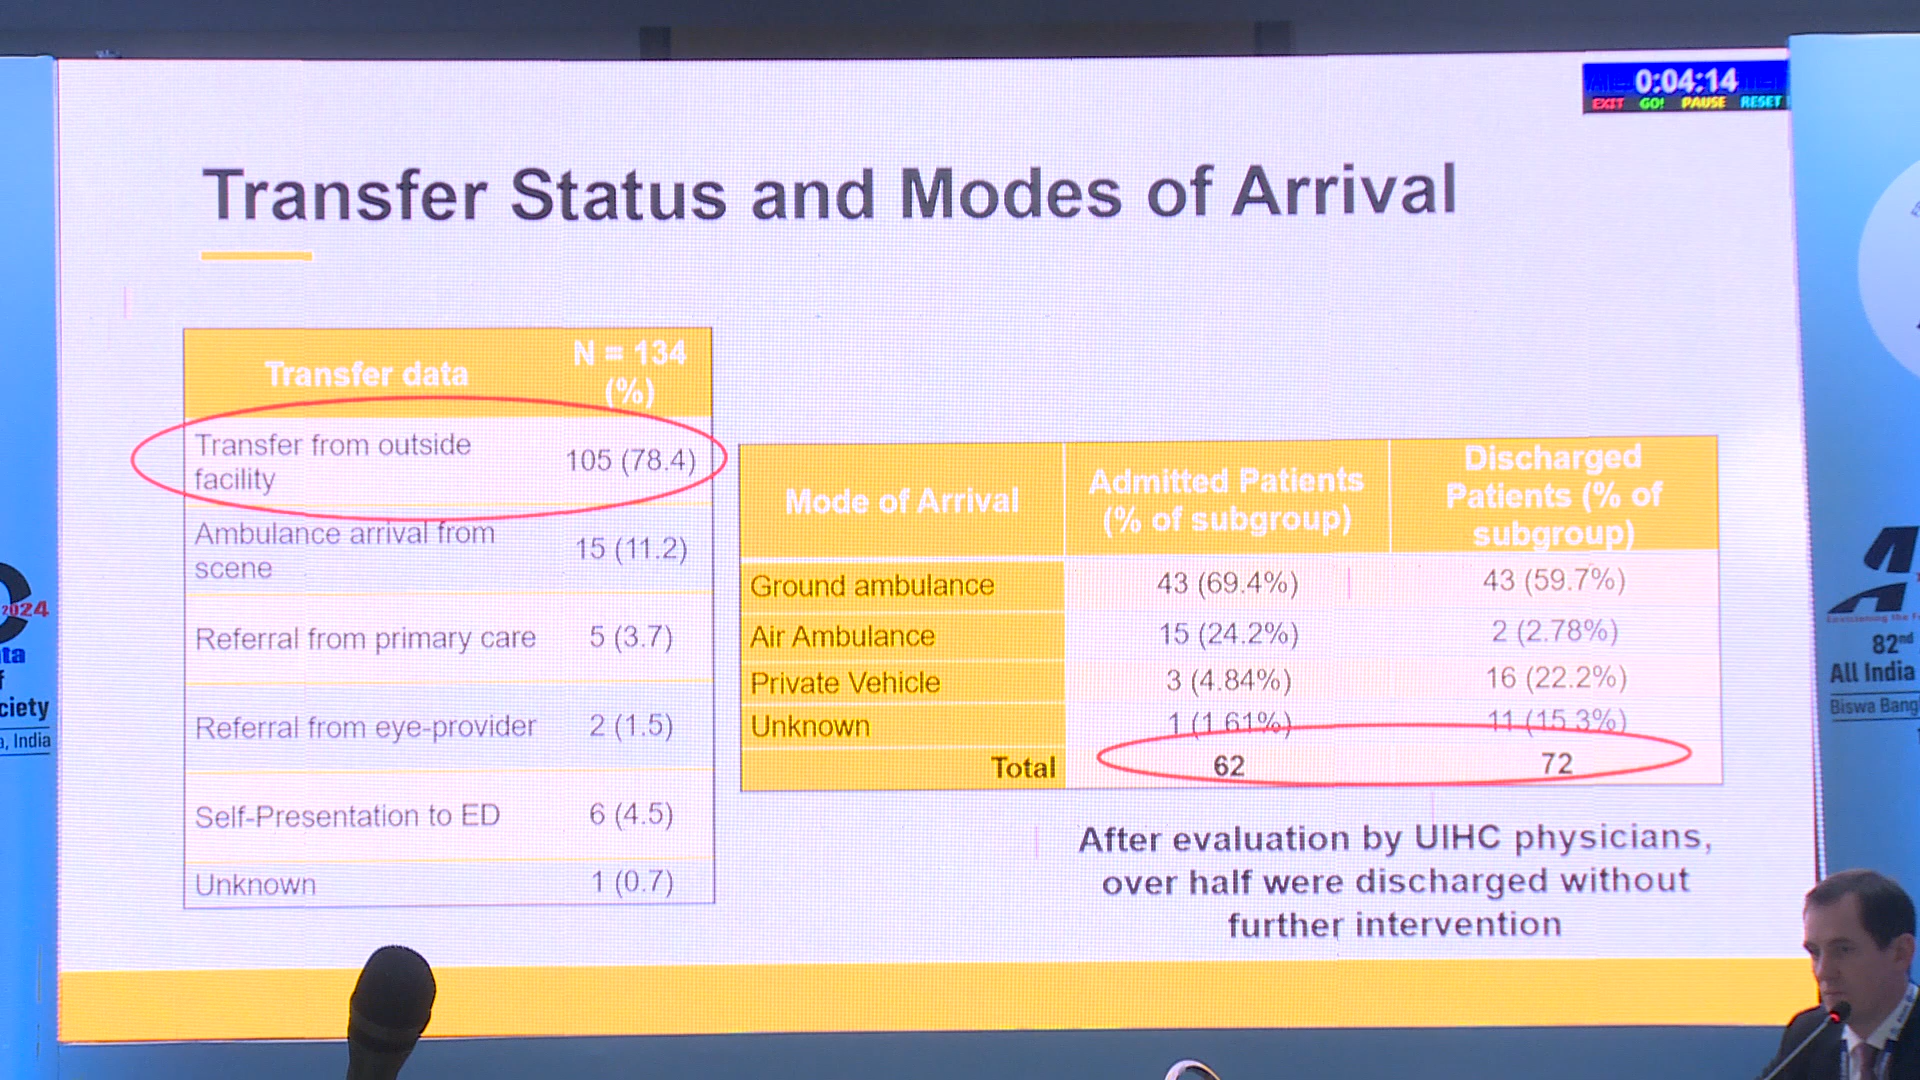 0:04:14
EXIT GO! PAUSE RESET
Transfer Status and Modes of Arrival
Transfer data
N = 134
(%)
Transfer from outside
facility
105 (78.4)
Ambulance arrival from
scene
15 (11.2)
Referral from primary care
5 (3.7)
Referral from eye-provider
2 (1.5)
Self-Presentation to ED
6 (4.5)
Unknown
1 (0.7)
Mode of Arrival
Admitted Patients
(% of subgroup)
Discharged
Patients (% of
subgroup)
Ground ambulance
43 (69.4%)
43 (59.7%)
Air Ambulance
15 (24.2%)
2 (2.78%)
Private Vehicle
3 (4.84%)
16 (22.2%)
Unknown
1 (1.61%)
11 (15.3%)
Total
62
72
After evaluation by UIHC physicians,
over half were discharged without
further intervention
2024
ta
f
ciety
, India
82nd
All India
Biswa Bang